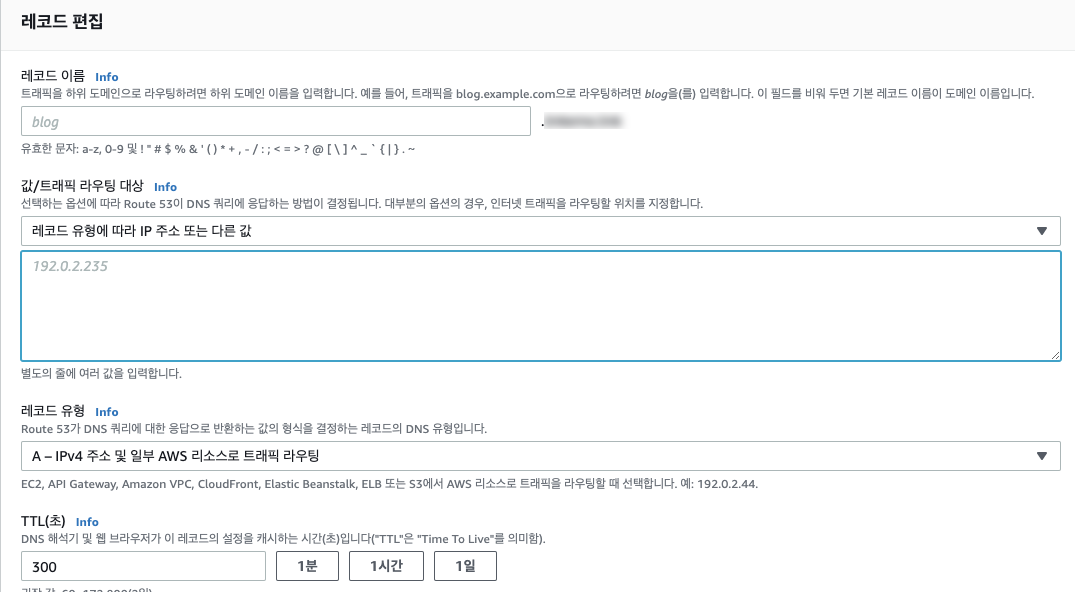 레코드 편집
레코드 이름 Info
트래픽을 하위 도메인으로 라우팅하려면 하위 도메인 이름을 입력합니다. 예를 들어, 트래픽을 blog.example.com으로 라우팅하려면 blog을(를) 입력합니다. 이 필드를 비워 두면 기본 레코드 이름이 도메인 이름입니다.
blog
유효한 문자: a-z, 0-9 및 ! " # $ % & ' ( ) * + , - / : ; < = > ? @ [ \ ] ^ _ ` { | } . ~
값/트래픽 라우팅 대상 Info
선택하는 옵션에 따라 Route 53이 DNS 쿼리에 응답하는 방법이 결정됩니다. 대부분의 옵션의 경우, 인터넷 트래픽을 라우팅할 위치를 지정합니다.
레코드 유형에 따라 IP 주소 또는 다른 값
192.0.2.235
별도의 줄에 여러 값을 입력합니다.
레코드 유형 Info
Route 53가 DNS 쿼리에 대한 응답으로 반환하는 값의 형식을 결정하는 레코드의 DNS 유형입니다.
A – IPv4 주소 및 일부 AWS 리소스로 트래픽 라우팅
EC2, API Gateway, Amazon VPC, CloudFront, Elastic Beanstalk, ELB 또는 S3에서 AWS 리소스로 트래픽을 라우팅할 때 선택합니다. 예: 192.0.2.44.
TTL(초) Info
DNS 해석기 및 웹 브라우저가 이 레코드의 설정을 캐시하는 시간(초)입니다("TTL"은 "Time To Live"를 의미함).
300 1분 1시간 1일